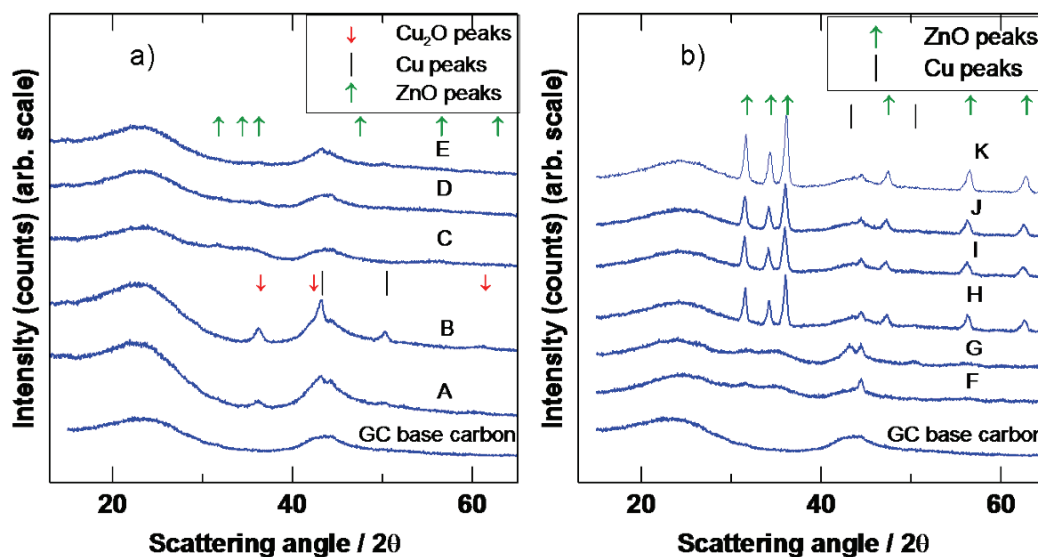 a)
Cu₂O peaks
Cu peaks
ZnO peaks
E
D
C
B
A
GC base carbon
20
40
60
Scattering angle / 2θ
Intensity (counts) (arb. scale)
b)
ZnO peaks
Cu peaks
K
J
I
H
G
F
GC base carbon
20
40
60
Scattering angle / 2θ
Intensity (counts) (arb. scale)